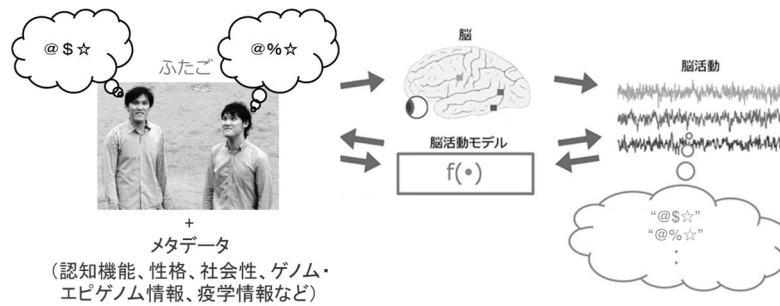 @$☆
@%☆
ふたご
+
メタデータ
（認知機能、性格、社会性、ゲノム・
エピゲノム情報、疫学情報など）
脳
脳活動モデル
f(•)
脳活動
“@$☆”
“@%☆”
: